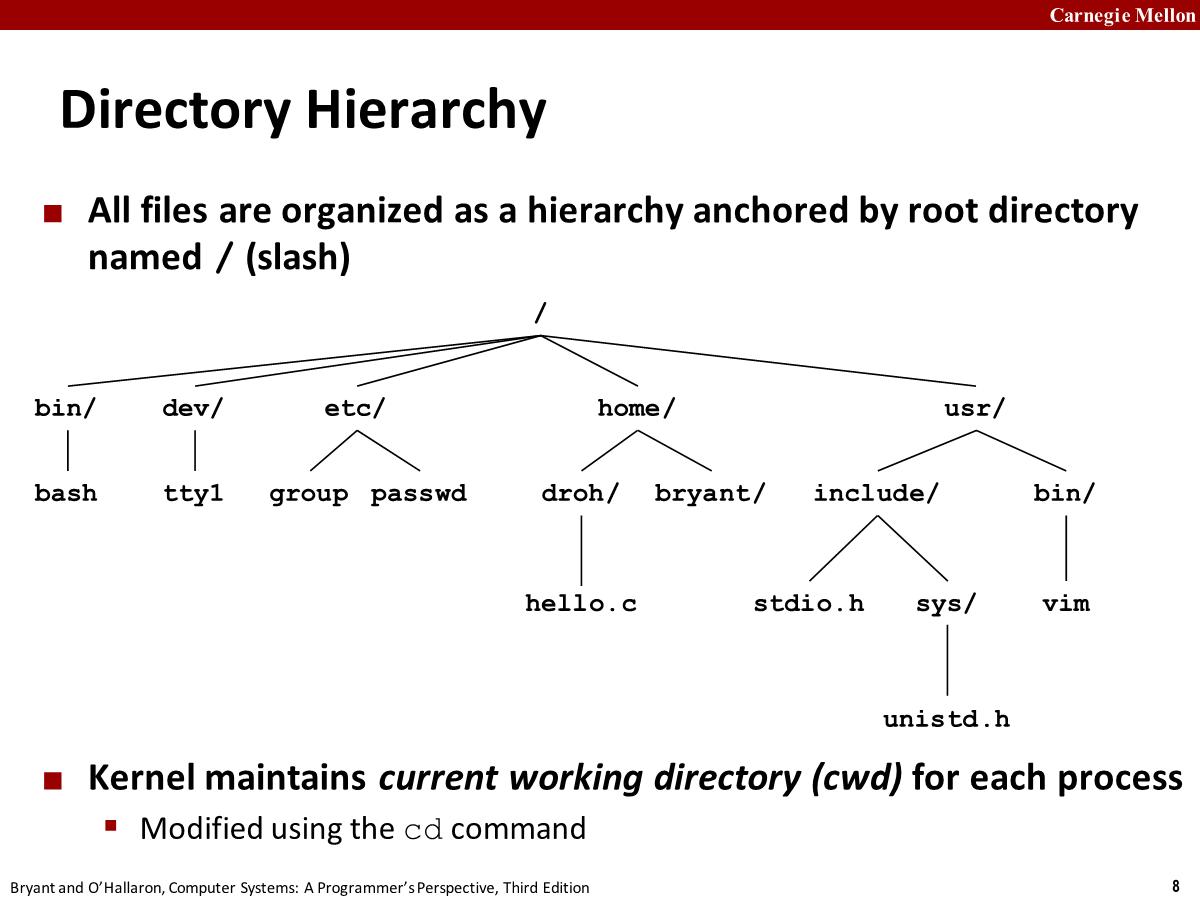 Carnegie Mellon
Directory Hierarchy
All files are organized as a hierarchy anchored by root directory
named / (slash)
/
bin/ dev/ etc/ home/ usr/
bash tty1 group passwd droh/ bryant/ include/ bin/
hello.c stdio.h sys/ vim
unistd.h
Kernel maintains current working directory (cwd) for each process
Modified using the cd command
Bryant and O’Hallaron, Computer Systems: A Programmer’s Perspective, Third Edition 8